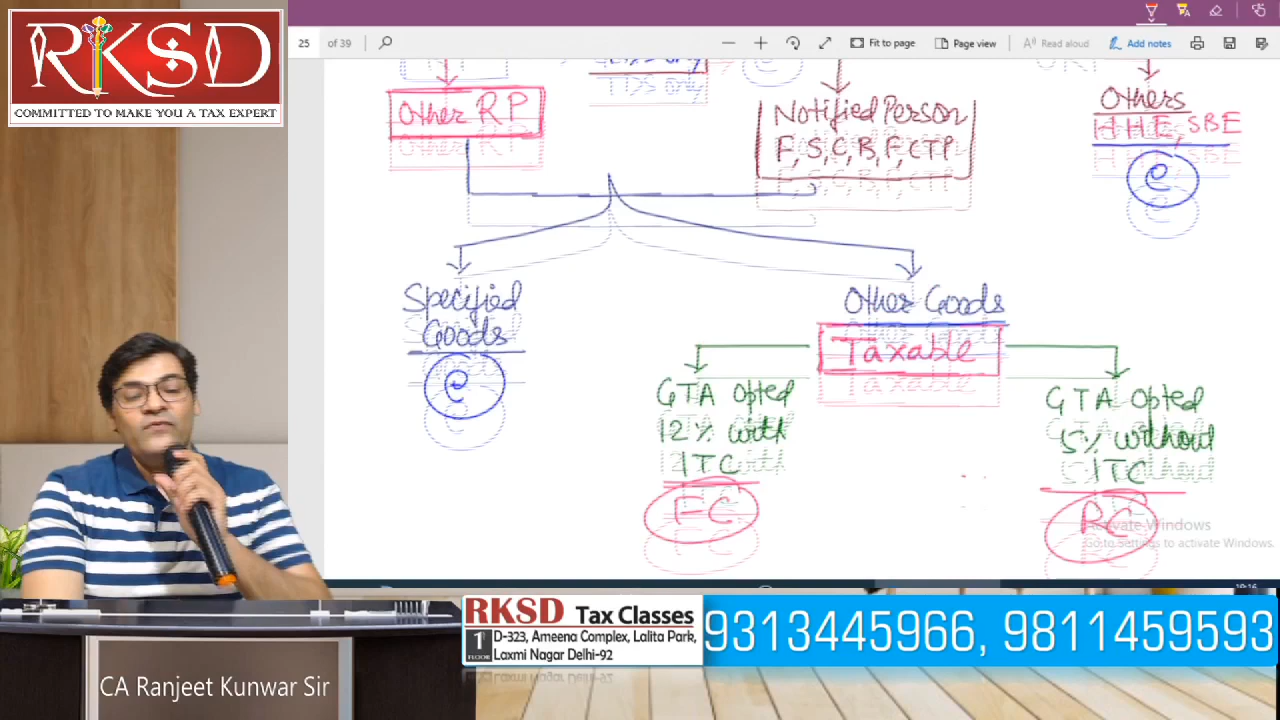 RKSD
COMMITTED TO MAKE YOU A TAX EXPERT
25 of 39
Fit to page
Page view
Read aloud
Add notes
Other RP
Notified Person
F, S, C, B, F, CTP
Others
HHE, SBE
e
Specified
Goods
e
Other Goods
Taxable
GTA Opted
12% with
ITC
FC
GTA Opted
5% without
ITC
RC
Activate Windows
Go to Settings to activate Windows.
CA Ranjeet Kunwar Sir
RKSD Tax Classes
1st FLOOR
D-323, Ameena Complex, Lalita Park,
Laxmi Nagar Delhi-92
9313445966, 9811459593